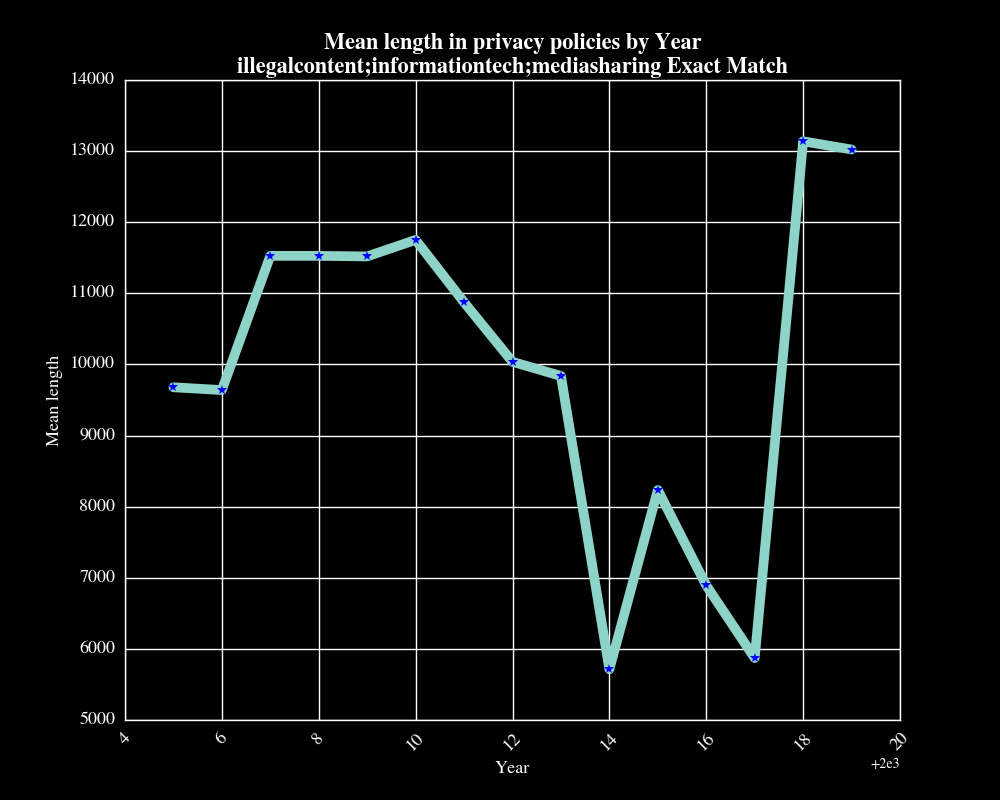 Mean length in privacy policies by Year
illegalcontent;informationtech;mediasharing Exact Match
14000
13000
12000
11000
10000
9000
8000
7000
6000
5000
Mean length
4 6 8 10 12 14 16 18 20
Year
+2e3